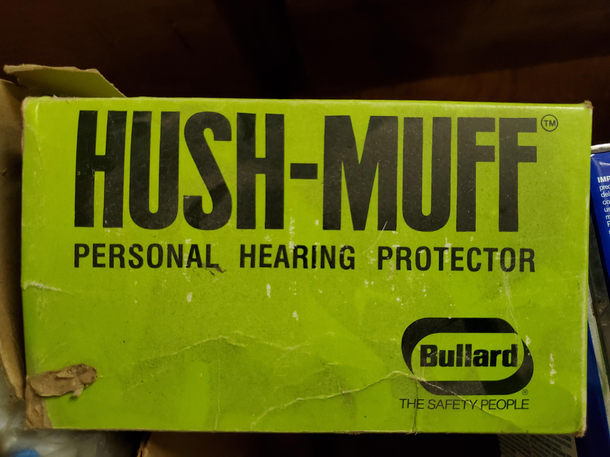 HUSH-MUFF™
PERSONAL HEARING PROTECTOR
Bullard®
THE SAFETY PEOPLE